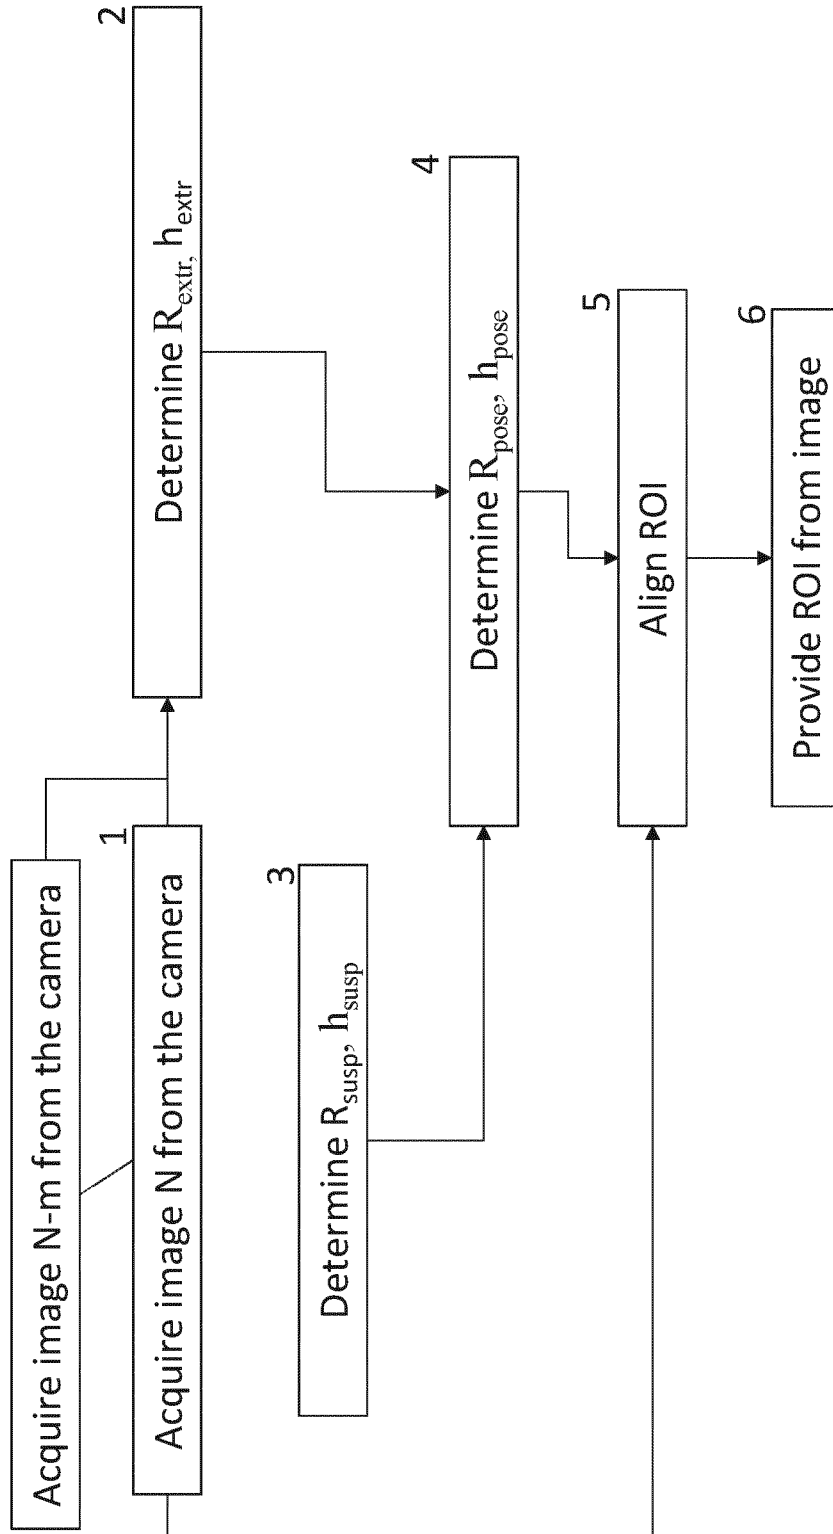 Acquire image N-m from the camera
1
Acquire image N from the camera
2
Determine R_extr, h_extr
3
Determine R_susp, h_susp
4
Determine R_pose, h_pose
5
Align ROI
6
Provide ROI from image